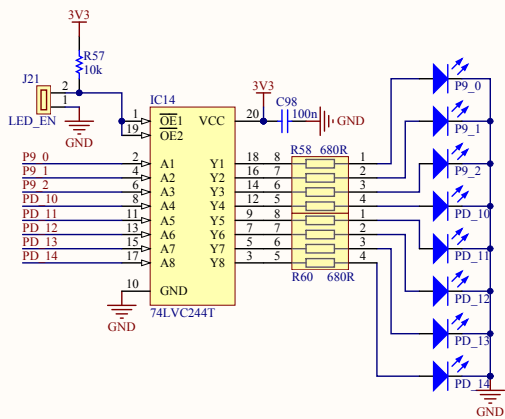 3V3
R57
10k
J21
2
1
LED_EN
GND
IC14
1 OE1 VCC 20
19 OE2
3V3
C98
100n
GND
R58 680R
P9_0 2 A1 Y1 18 8 1 P9_0
P9_1 4 A2 Y2 16 7 2 P9_1
P9_2 6 A3 Y3 14 6 3 P9_2
PD_10 8 A4 Y4 12 5 4 PD_10
PD_11 11 A5 Y5 9 8 1 PD_11
PD_12 13 A6 Y6 7 7 2 PD_12
PD_13 15 A7 Y7 5 6 3 PD_13
PD_14 17 A8 Y8 3 5 4 PD_14
R60 680R
10 GND
GND
74LVC244T
GND